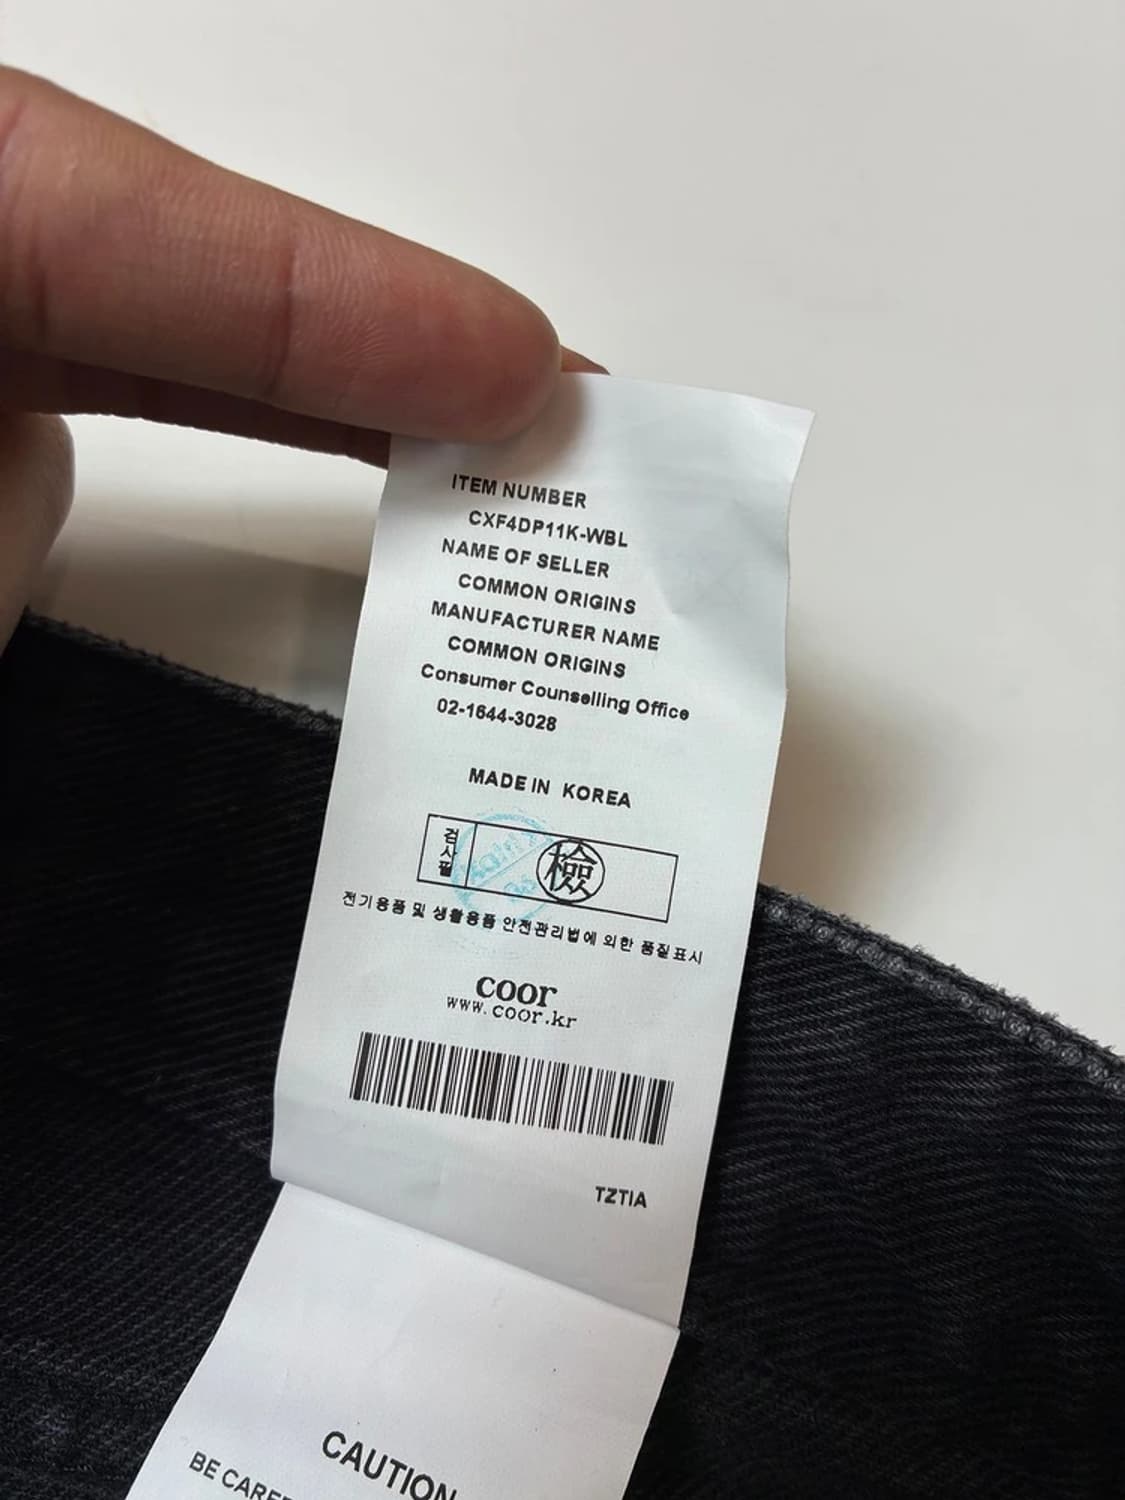 ITEM NUMBER
CXF4DP11K-WBL
NAME OF SELLER
COMMON ORIGINS
MANUFACTURER NAME
COMMON ORIGINS
Consumer Counselling Office
02-1644-3028
MADE IN KOREA
검사필 檢
전기용품 및 생활용품 안전관리법에 의한 품질표시
coor
www.coor.kr
TZTIA
CAUTION
BE CARE